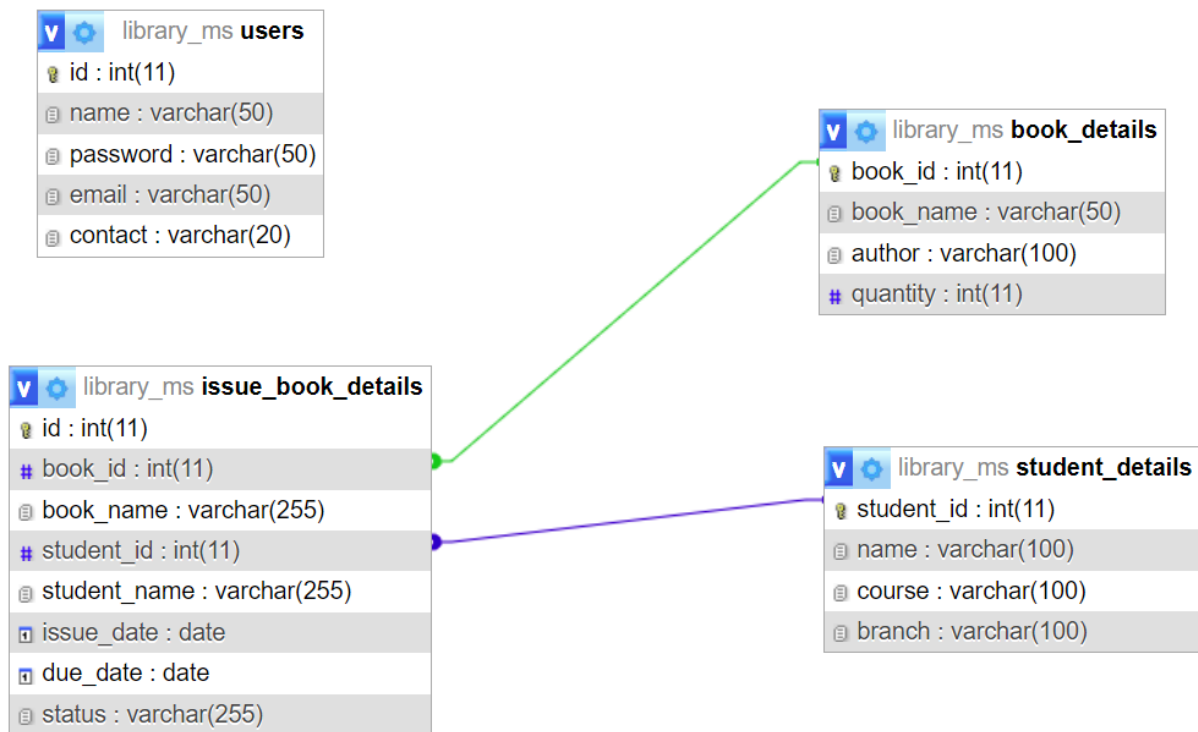 library_ms users
id : int(11)
name : varchar(50)
password : varchar(50)
email : varchar(50)
contact : varchar(20)
library_ms book_details
book_id : int(11)
book_name : varchar(50)
author : varchar(100)
quantity : int(11)
library_ms issue_book_details
id : int(11)
book_id : int(11)
book_name : varchar(255)
student_id : int(11)
student_name : varchar(255)
issue_date : date
due_date : date
status : varchar(255)
library_ms student_details
student_id : int(11)
name : varchar(100)
course : varchar(100)
branch : varchar(100)